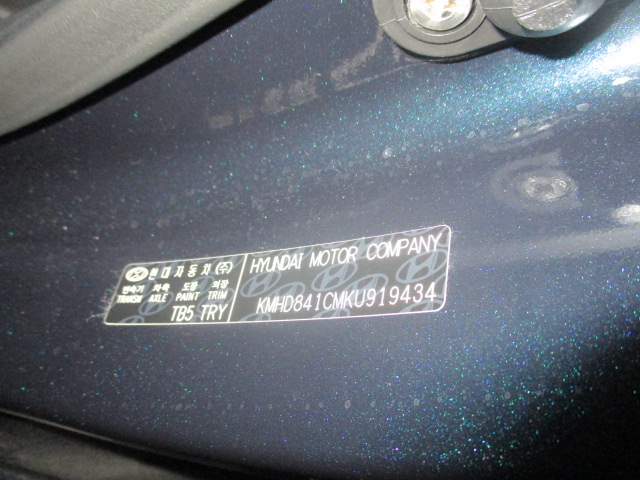 현대자동차(주)
변속기 차축 도장 의장
TRANSM AXLE PAINT TRIM
TB5 TRY
HYUNDAI MOTOR COMPANY
KMHD841CMKU919434